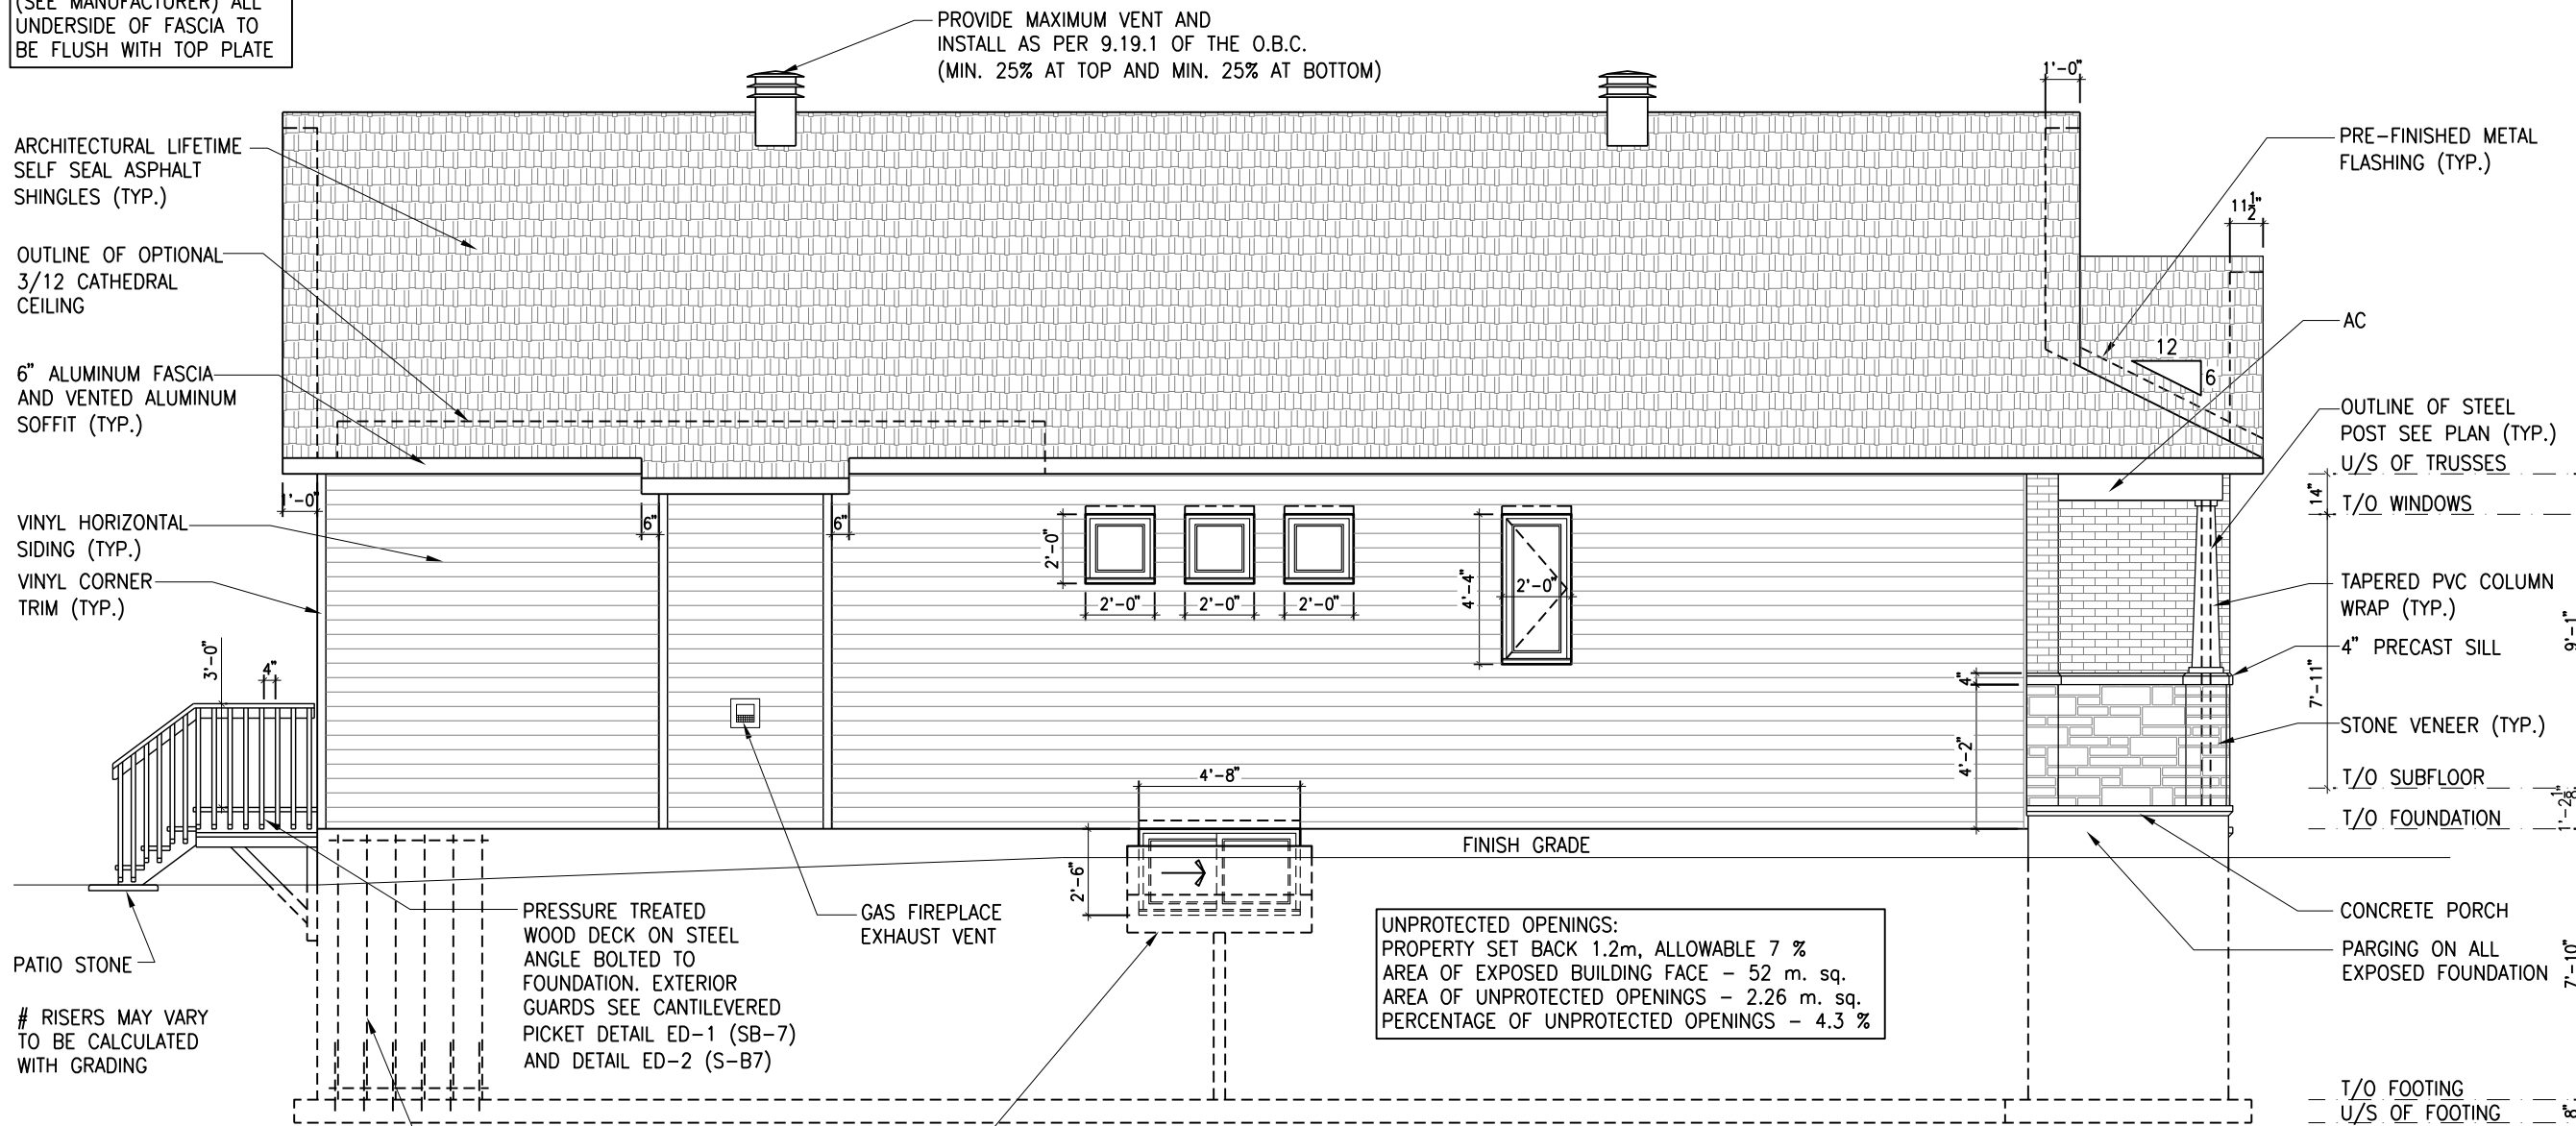 (SEE MANUFACTURER) ALL
UNDERSIDE OF FASCIA TO
BE FLUSH WITH TOP PLATE
PROVIDE MAXIMUM VENT AND
INSTALL AS PER 9.19.1 OF THE O.B.C.
(MIN. 25% AT TOP AND MIN. 25% AT BOTTOM)
1'-0"
ARCHITECTURAL LIFETIME
SELF SEAL ASPHALT
SHINGLES (TYP.)
OUTLINE OF OPTIONAL
3/12 CATHEDRAL
CEILING
6" ALUMINUM FASCIA
AND VENTED ALUMINUM
SOFFIT (TYP.)
VINYL HORIZONTAL
SIDING (TYP.)
VINYL CORNER
TRIM (TYP.)
1'-0"
6"
6"
2'-0"
2'-0"
2'-0"
2'-0"
4'-4"
2'-0"
3'-0"
4"
4'-8"
2'-6"
4"
4'-2"
FINISH GRADE
PRE-FINISHED METAL
FLASHING (TYP.)
11 1/2"
12
6
AC
OUTLINE OF STEEL
POST SEE PLAN (TYP.)
U/S OF TRUSSES
14"
T/O WINDOWS
TAPERED PVC COLUMN
WRAP (TYP.)
9'-1"
4" PRECAST SILL
7'-11"
STONE VENEER (TYP.)
T/O SUBFLOOR
1'-2 1/8"
T/O FOUNDATION
CONCRETE PORCH
PARGING ON ALL
EXPOSED FOUNDATION
7'-10"
T/O FOOTING
U/S OF FOOTING
8"
PATIO STONE
# RISERS MAY VARY
TO BE CALCULATED
WITH GRADING
PRESSURE TREATED
WOOD DECK ON STEEL
ANGLE BOLTED TO
FOUNDATION. EXTERIOR
GUARDS SEE CANTILEVERED
PICKET DETAIL ED-1 (SB-7)
AND DETAIL ED-2 (S-B7)
GAS FIREPLACE
EXHAUST VENT
UNPROTECTED OPENINGS:
PROPERTY SET BACK 1.2m, ALLOWABLE 7 %
AREA OF EXPOSED BUILDING FACE - 52 m. sq.
AREA OF UNPROTECTED OPENINGS - 2.26 m. sq.
PERCENTAGE OF UNPROTECTED OPENINGS - 4.3 %